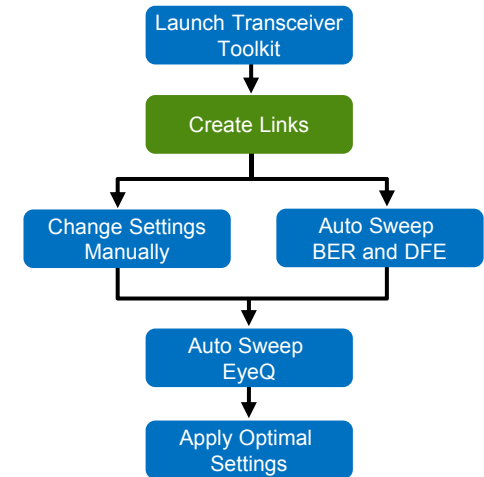 Launch Transceiver
Toolkit
Create Links
Change Settings
Manually
Auto Sweep
BER and DFE
Auto Sweep
EyeQ
Apply Optimal
Settings